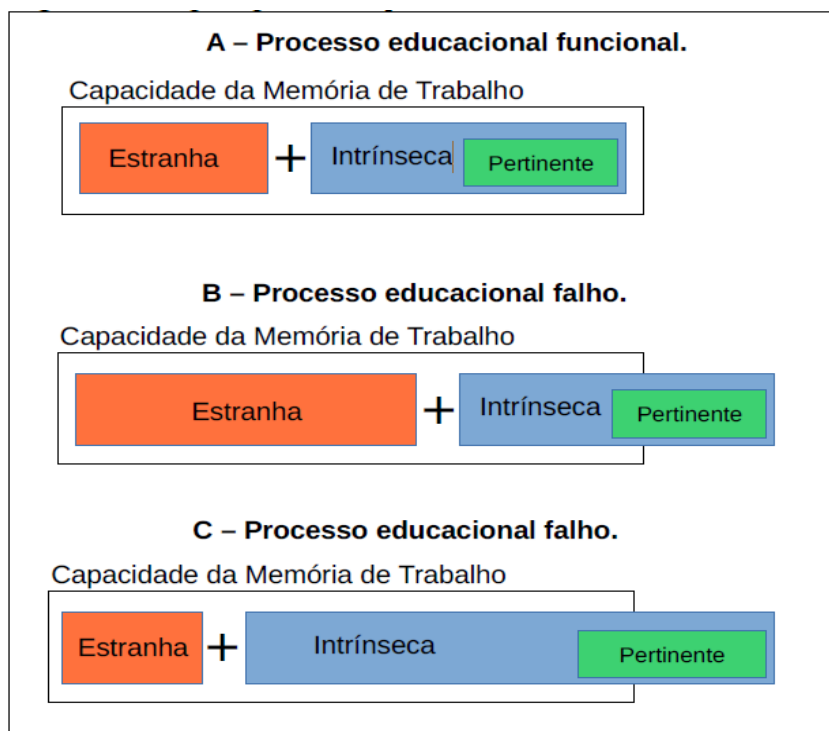 A – Processo educacional funcional.
Capacidade da Memória de Trabalho
Estranha + Intrínseca Pertinente
B – Processo educacional falho.
Capacidade da Memória de Trabalho
Estranha + Intrínseca Pertinente
C – Processo educacional falho.
Capacidade da Memória de Trabalho
Estranha + Intrínseca Pertinente